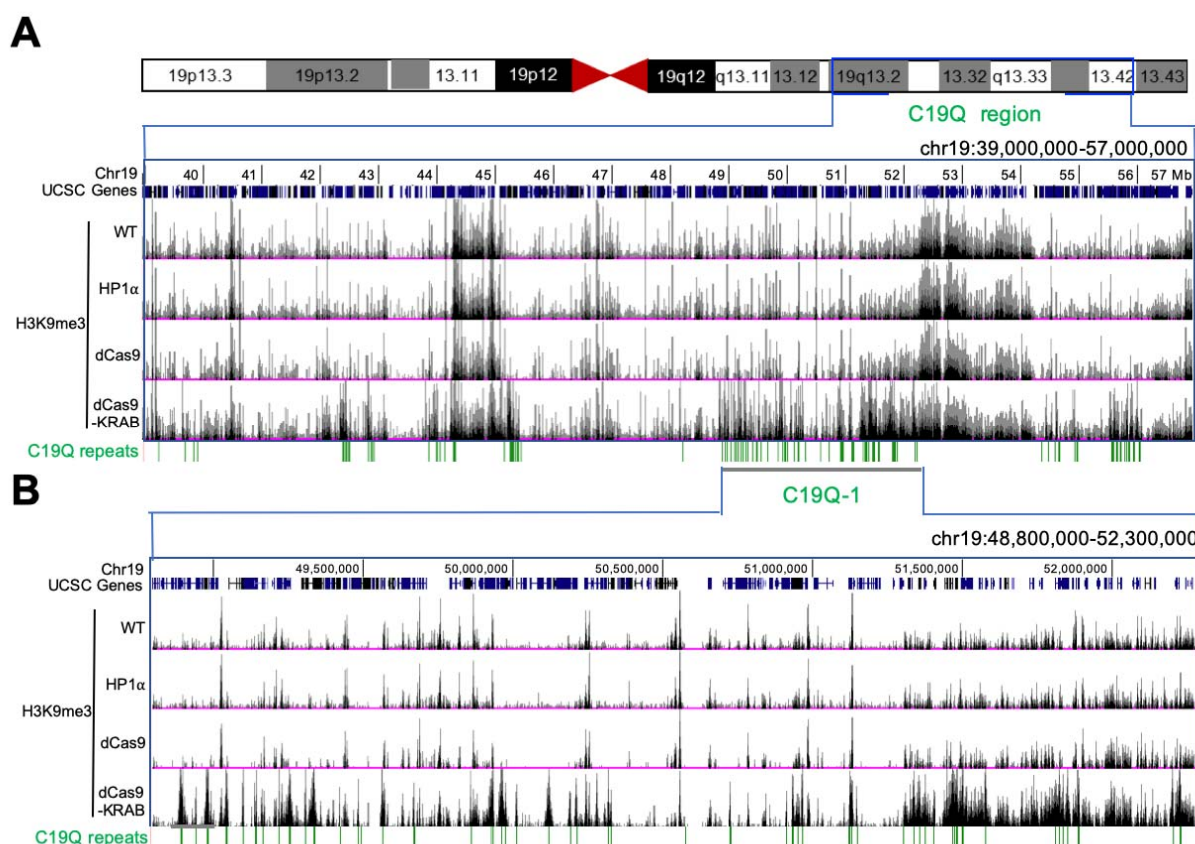 A
19p13.3 19p13.2 13.11 19p12 19q12 q13.11 13.12 19q13.2 13.32 q13.33 13.42 13.43
C19Q region
chr19:39,000,000-57,000,000
Chr19 40 41 42 43 44 45 46 47 48 49 50 51 52 53 54 55 56 57 Mb
UCSC Genes
WT
HP1α
H3K9me3
dCas9
dCas9
-KRAB
C19Q repeats
B
C19Q-1
chr19:48,800,000-52,300,000
Chr19 49,500,000 50,000,000 50,500,000 51,000,000 51,500,000 52,000,000
UCSC Genes
WT
HP1α
H3K9me3
dCas9
dCas9
-KRAB
C19Q repeats